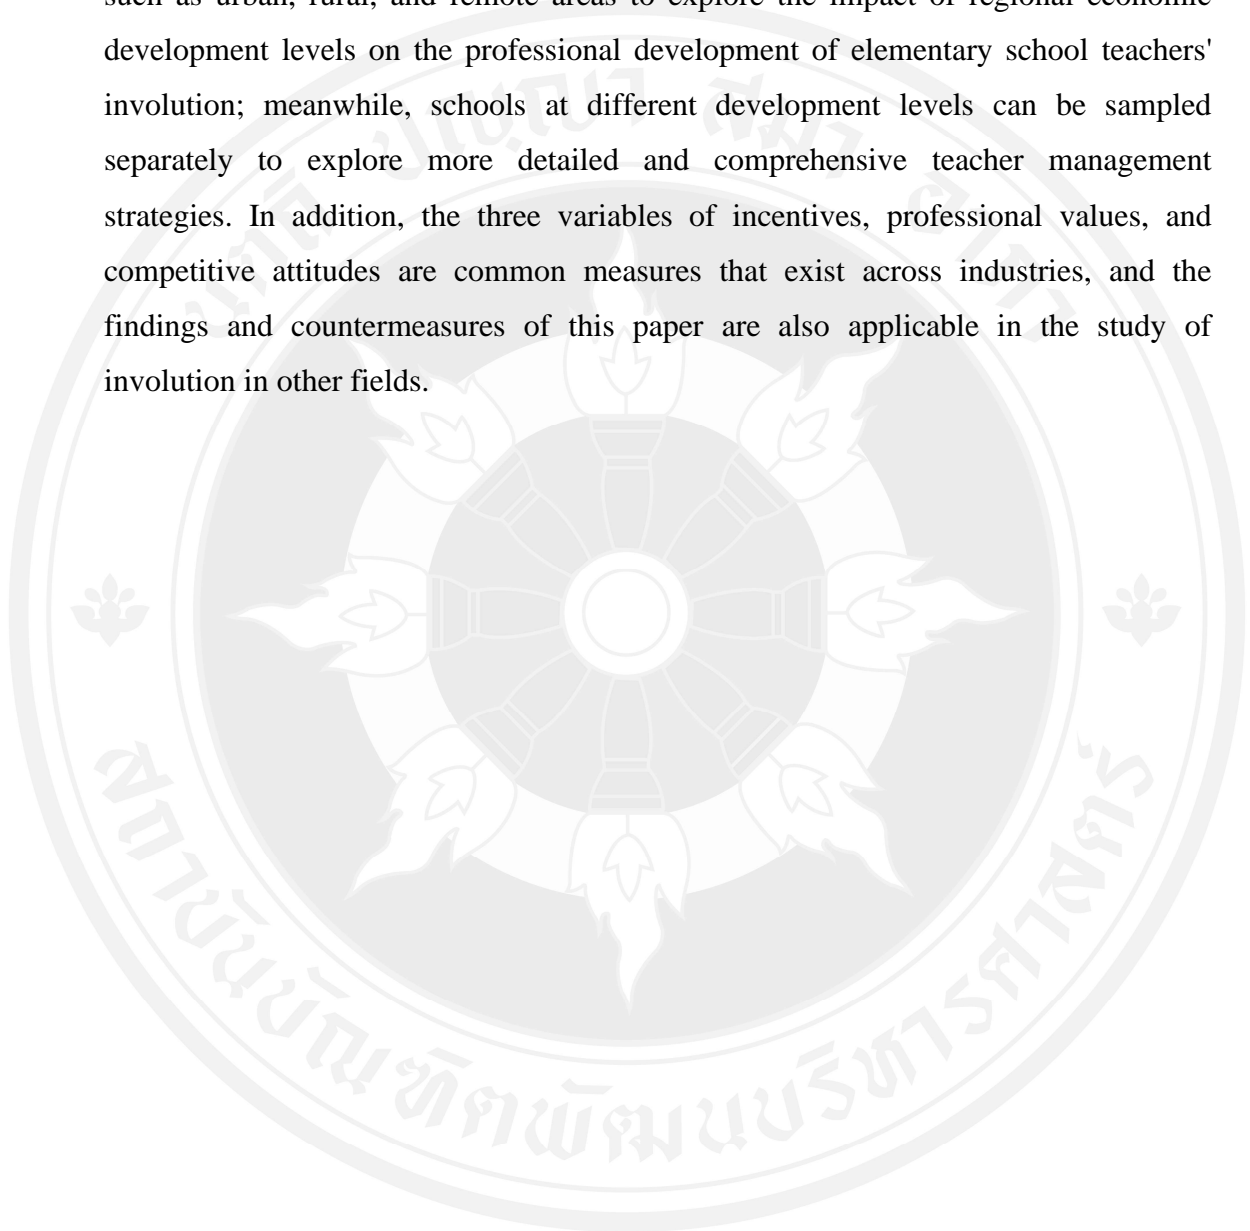 such as urban, rural, and remote areas to explore the impact of regional economic
development levels on the professional development of elementary school teachers'
involution; meanwhile, schools at different development levels can be sampled
separately to explore more detailed and comprehensive teacher management
strategies. In addition, the three variables of incentives, professional values, and
competitive attitudes are common measures that exist across industries, and the
findings and countermeasures of this paper are also applicable in the study of
involution in other fields.
สถาบันบัณฑิตพัฒนบริหารศาสตร์